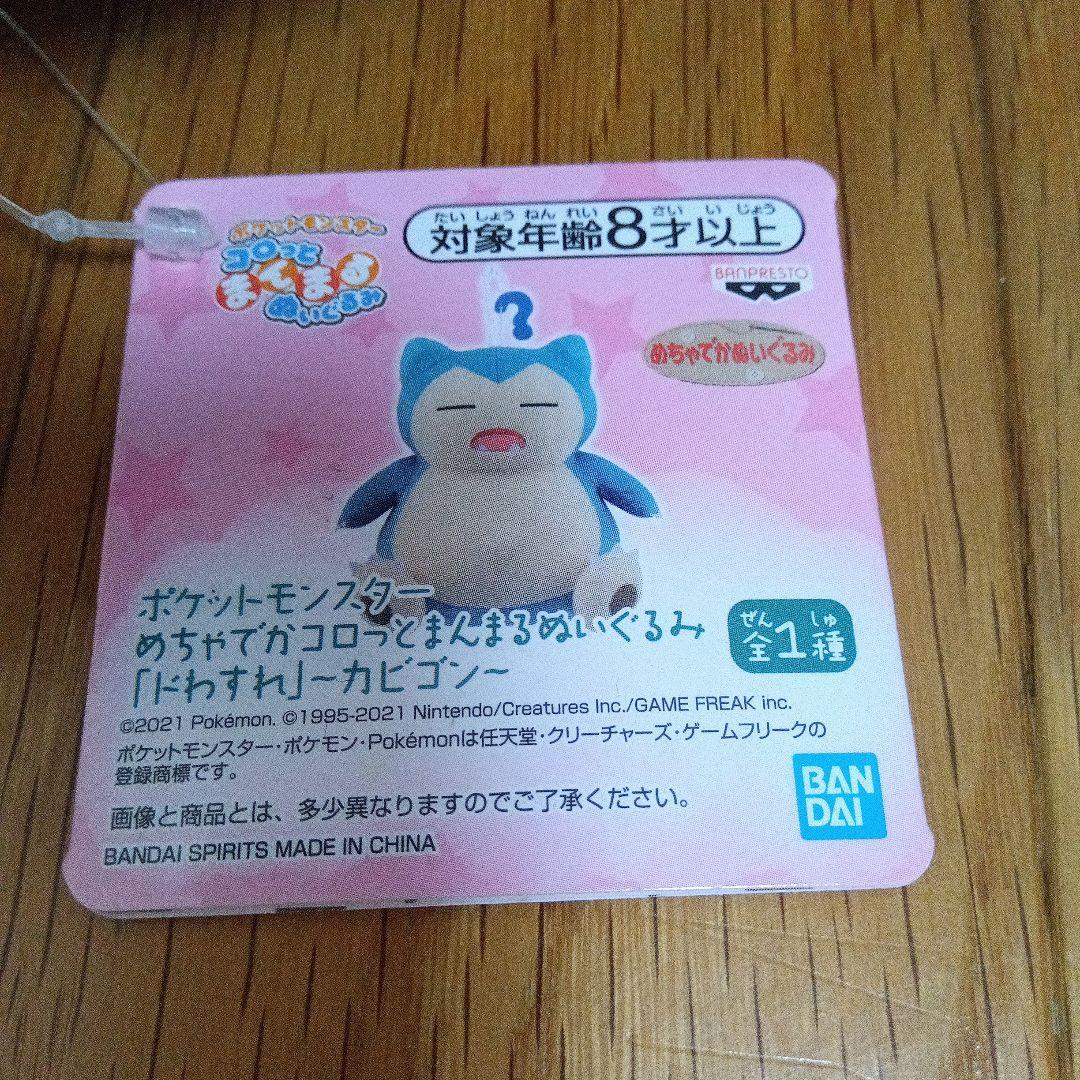 ポケットモンスター
コロっと
まんまる
ぬいぐるみ
たいしょうねんれい さいいじょう
対象年齢8才以上
BANPRESTO
めちゃでかぬいぐるみ
?
ポケットモンスター
めちゃでかコロっとまんまるぬいぐるみ
「ドわすれ」~カビゴン~
ぜん しゅ
全1種
©2021 Pokémon. ©1995-2021 Nintendo/Creatures Inc./GAME FREAK inc.
ポケットモンスター・ポケモン・Pokémonは任天堂・クリーチャーズ・ゲームフリークの
登録商標です。
画像と商品とは、多少異なりますのでご了承ください。
BANDAI SPIRITS MADE IN CHINA
BAN
DAI